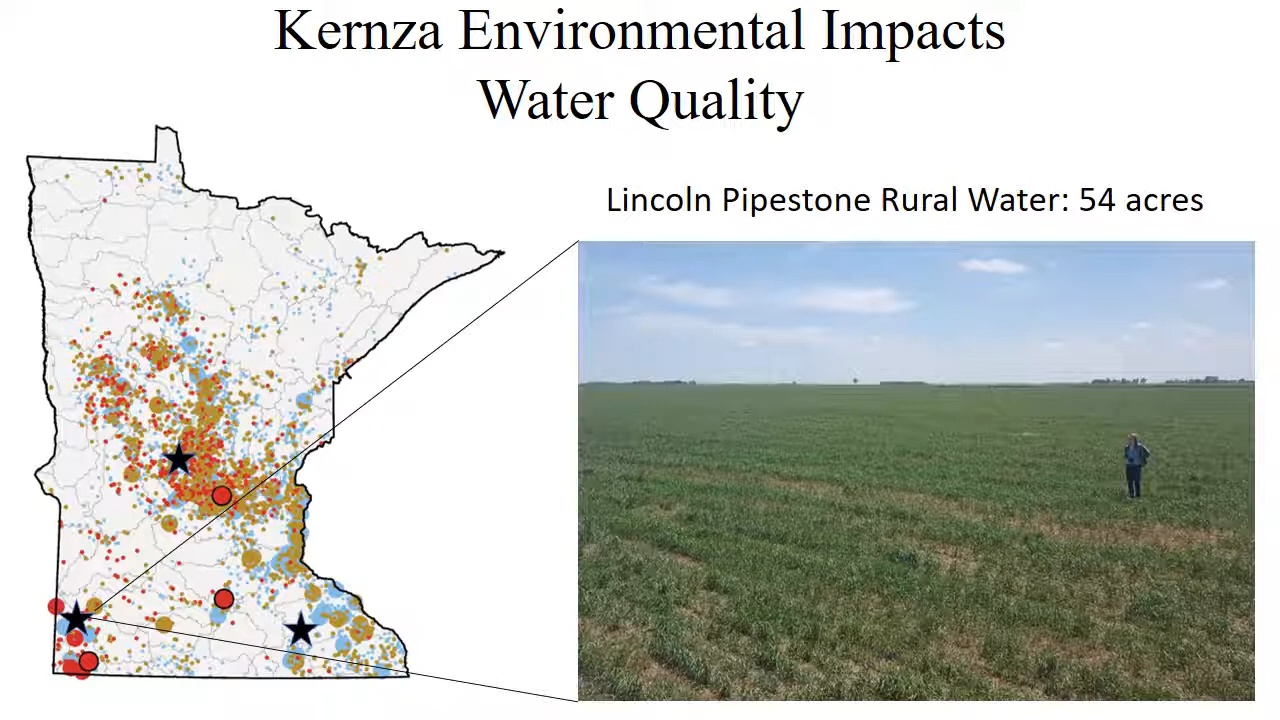 Kernza Environmental Impacts
Water Quality
Lincoln Pipestone Rural Water: 54 acres